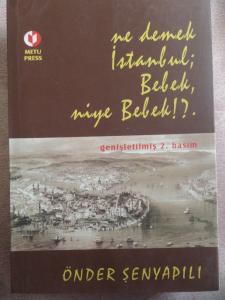 METU
PRESS
ne demek
İstanbul;
Bebek,
niye Bebek!?.
genişletilmiş 2. basım
ÖNDER ŞENYAPILI